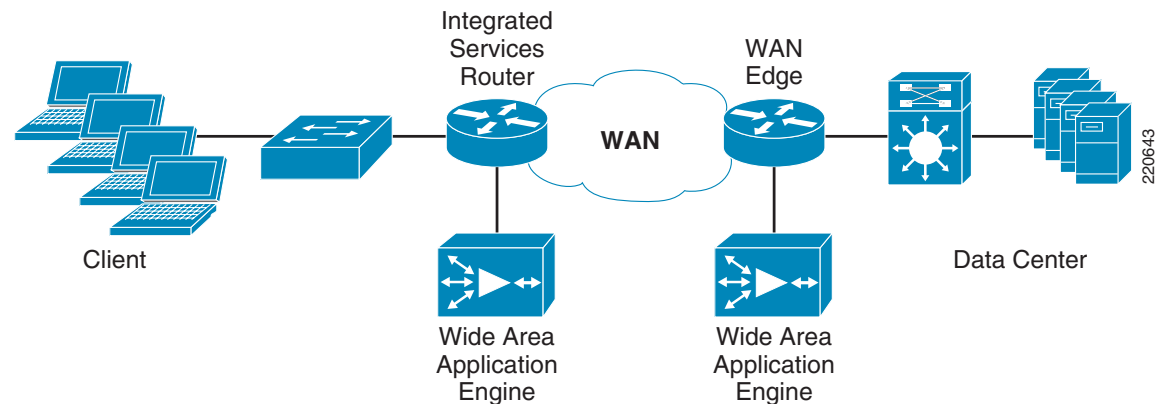 Integrated
Services
Router
WAN
Edge
WAN
Client
Data Center
Wide Area
Application
Engine
Wide Area
Application
Engine
220643